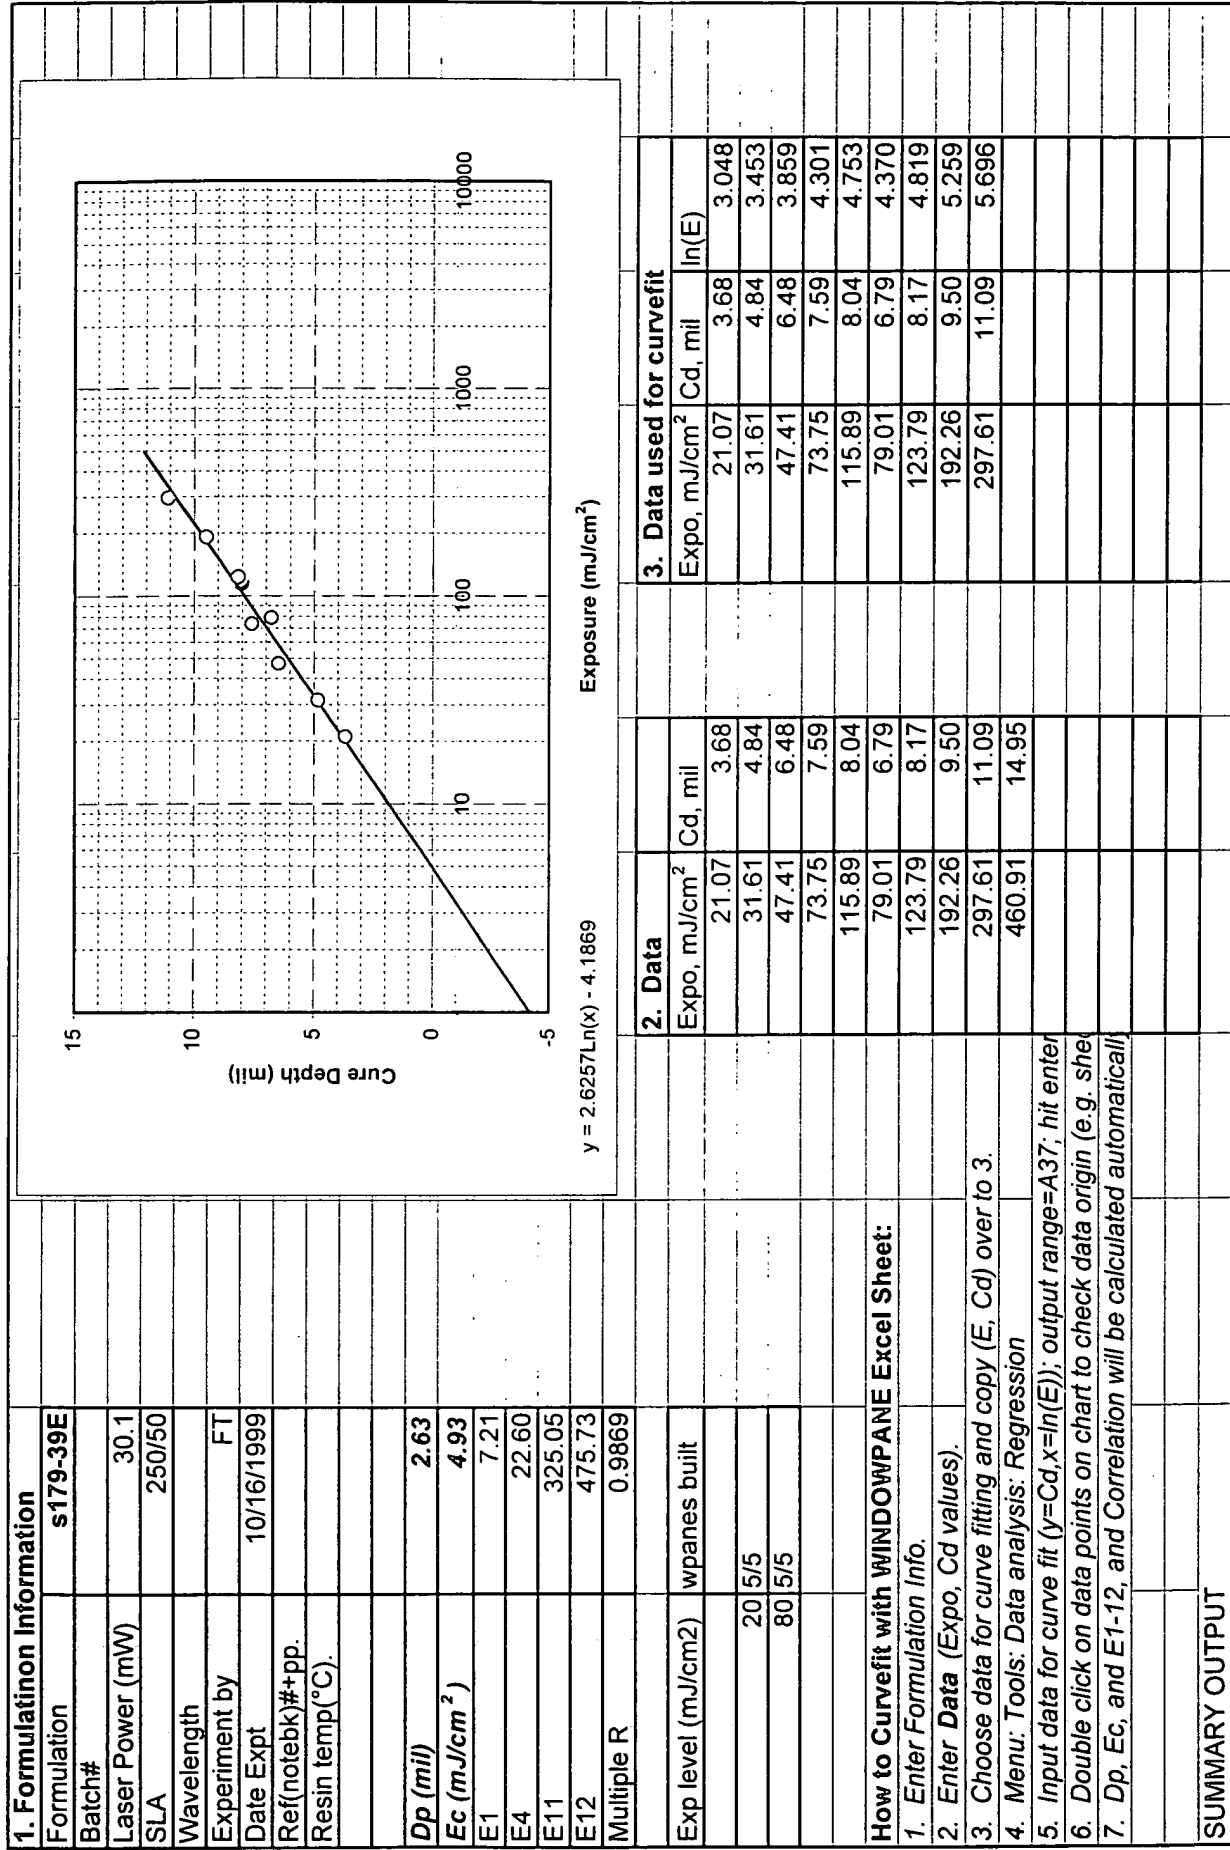 1. Formulation Information
Formulation s179-39E
Batch#
Laser Power (mW) 30.1
SLA 250/50
Wavelength
Experiment by FT
Date Expt 10/16/1999
Ref(notebk)#+pp.
Resin temp(°C).
Dp (mil) 2.63
Ec (mJ/cm²) 4.93
E1 7.21
E4 22.60
E11 325.05
E12 475.73
Multiple R 0.9869
Exp level (mJ/cm2) wpanes built
20 5/5
80 5/5
How to Curvefit with WINDOWPANE Excel Sheet:
1. Enter Formulation Info.
2. Enter Data (Expo, Cd values).
3. Choose data for curve fitting and copy (E, Cd) over to 3.
4. Menu: Tools: Data analysis: Regression
5. Input data for curve fit (y=Cd,x=ln(E)); output range=A37; hit enter
6. Double click on data points on chart to check data origin (e.g. shee
7. Dp, Ec, and E1-12, and Correlation will be calculated automatically
SUMMARY OUTPUT
Cure Depth (mil)
15
10
5
0
-5
10 100 1000 10000
y = 2.6257Ln(x) - 4.1869
Exposure (mJ/cm²)
2. Data
Expo, mJ/cm² Cd, mil
21.07 3.68
31.61 4.84
47.41 6.48
73.75 7.59
115.89 8.04
79.01 6.79
123.79 8.17
192.26 9.50
297.61 11.09
460.91 14.95
3. Data used for curvefit
Expo, mJ/cm² Cd, mil ln(E)
21.07 3.68 3.048
31.61 4.84 3.453
47.41 6.48 3.859
73.75 7.59 4.301
115.89 8.04 4.753
79.01 6.79 4.370
123.79 8.17 4.819
192.26 9.50 5.259
297.61 11.09 5.696